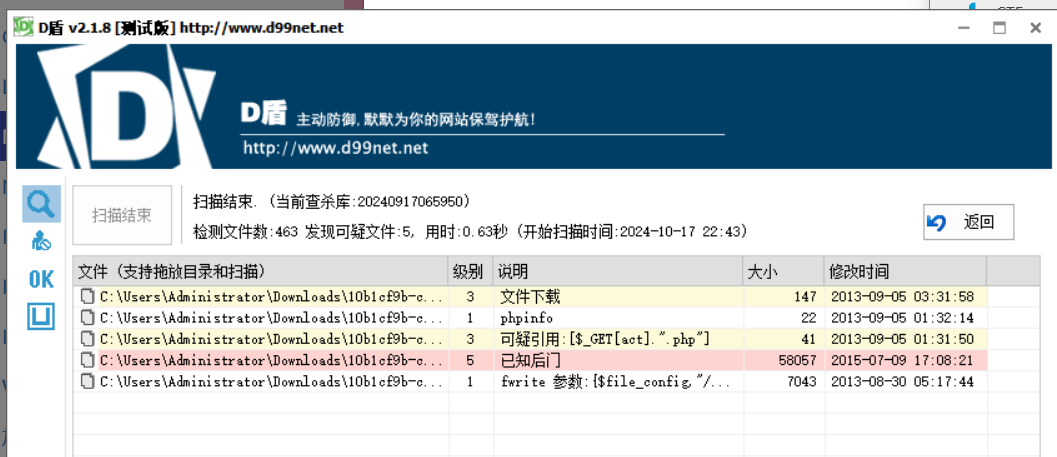 D盾 v2.1.8 [测试版] http://www.d99net.net
D盾 主动防御,默默为你的网站保驾护航!
http://www.d99net.net
扫描结束
扫描结束. (当前查杀库:20240917065950)
检测文件数:463 发现可疑文件:5, 用时:0.63秒 (开始扫描时间:2024-10-17 22:43)
返回
OK
文件 (支持拖放目录和扫描) 级别 说明 大小 修改时间
C:\Users\Administrator\Downloads\10b1cf9b-c... 3 文件下载 147 2013-09-05 03:31:58
C:\Users\Administrator\Downloads\10b1cf9b-c... 1 phpinfo 22 2013-09-05 01:32:14
C:\Users\Administrator\Downloads\10b1cf9b-c... 3 可疑引用:[$_GET[act].".php"] 41 2013-09-05 01:31:50
C:\Users\Administrator\Downloads\10b1cf9b-c... 5 已知后门 58057 2015-07-09 17:08:21
C:\Users\Administrator\Downloads\10b1cf9b-c... 1 fwrite 参数:{$file_config,"/... 7043 2013-08-30 05:17:44